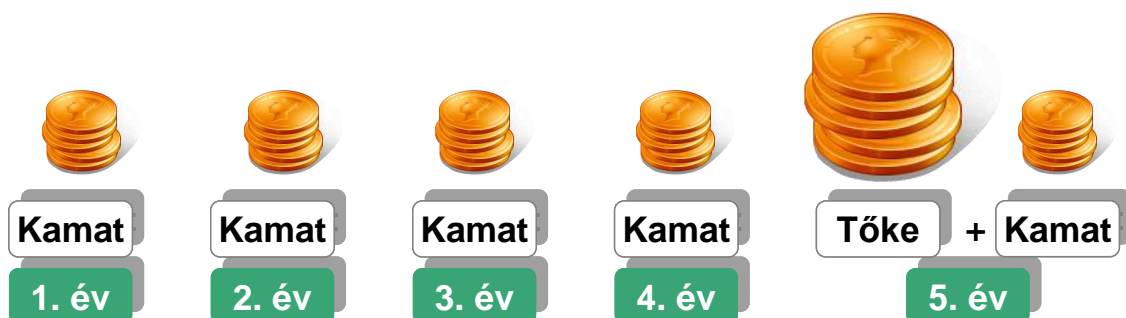 Kamat Kamat Kamat Kamat Tőke + Kamat
1. év 2. év 3. év 4. év 5. év